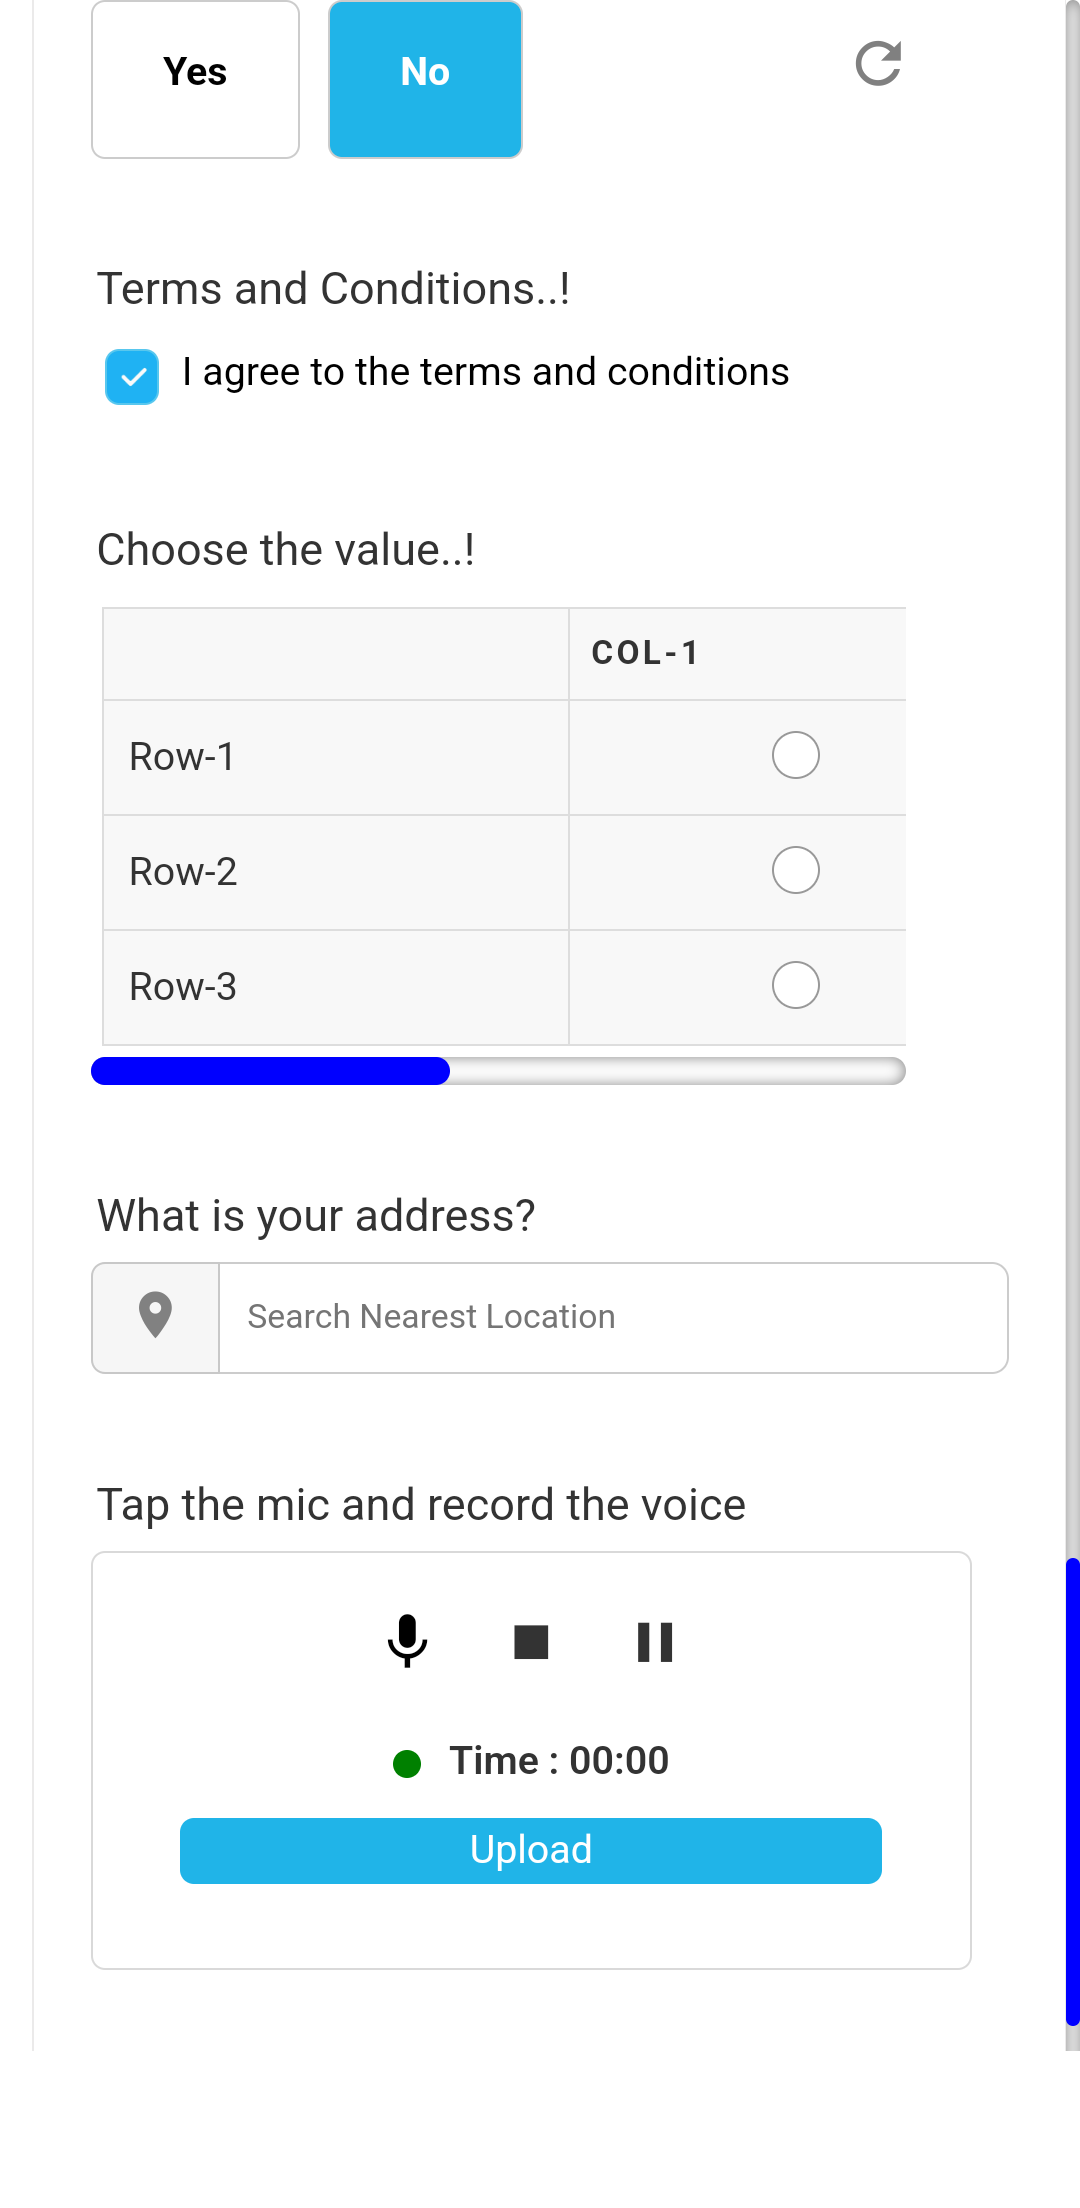 Yes No
Terms and Conditions..!
I agree to the terms and conditions
Choose the value..!
COL-1
Row-1
Row-2
Row-3
What is your address?
Search Nearest Location
Tap the mic and record the voice
Time : 00:00
Upload